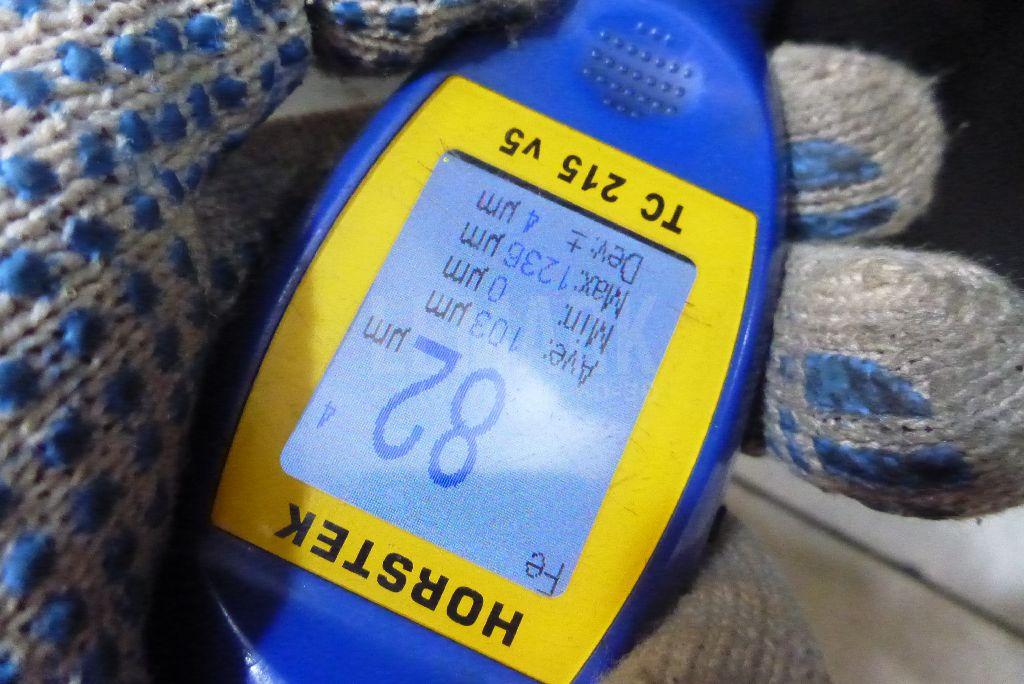 HORSTEK
Fe
82 µm
4
Ave: 103 µm
Min: 0 µm
Max:1236 µm
Dev:± 4 µm
TC 215 v5